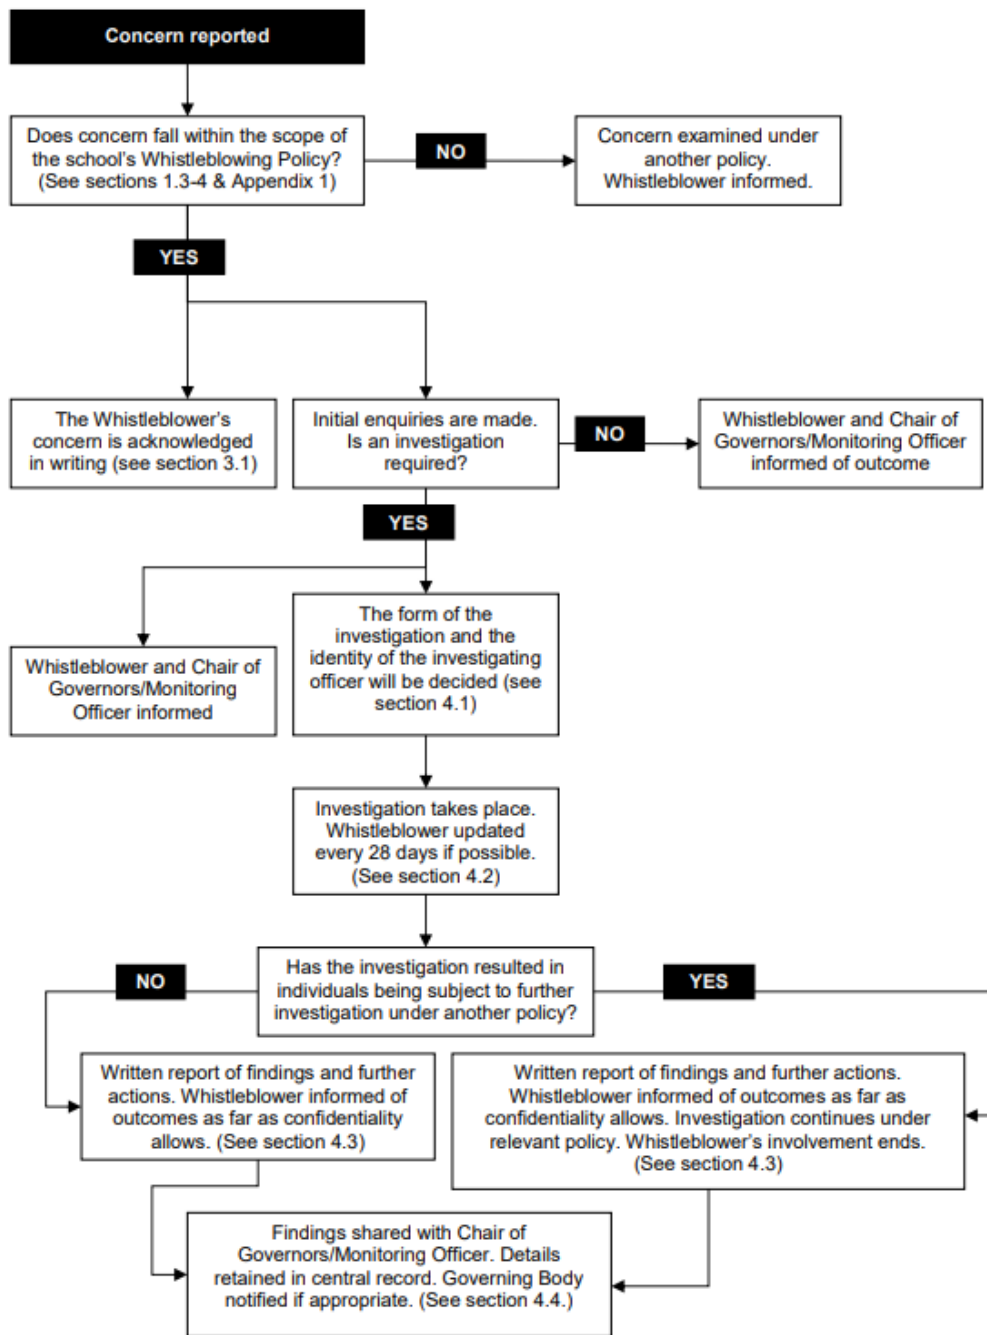 Concern reported
Does concern fall within the scope of
the school's Whistleblowing Policy?
(See sections 1.3-4 & Appendix 1)
NO
Concern examined under
another policy.
Whistleblower informed.
YES
The Whistleblower's
concern is acknowledged
in writing (see section 3.1)
Initial enquiries are made.
Is an investigation
required?
NO
Whistleblower and Chair of
Governors/Monitoring Officer
informed of outcome
YES
Whistleblower and Chair of
Governors/Monitoring
Officer informed
The form of the
investigation and the
identity of the investigating
officer will be decided (see
section 4.1)
Investigation takes place.
Whistleblower updated
every 28 days if possible.
(See section 4.2)
NO
Has the investigation resulted in
individuals being subject to further
investigation under another policy?
YES
Written report of findings and further
actions. Whistleblower informed of
outcomes as far as confidentiality
allows. (See section 4.3)
Written report of findings and further actions.
Whistleblower informed of outcomes as far as
confidentiality allows. Investigation continues under
relevant policy. Whistleblower's involvement ends.
(See section 4.3)
Findings shared with Chair of
Governors/Monitoring Officer. Details
retained in central record. Governing Body
notified if appropriate. (See section 4.4.)